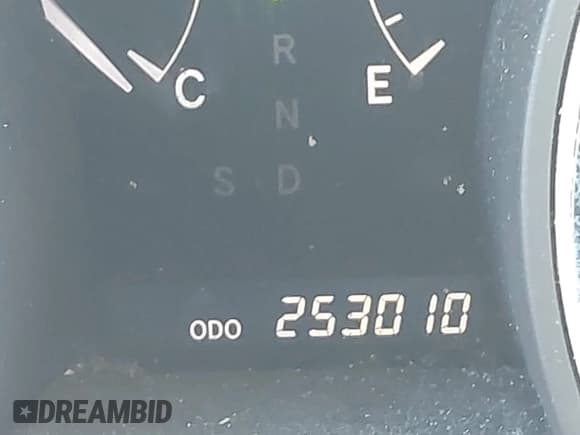 R
C E
N
S D
ODO 253010
DREAMBID